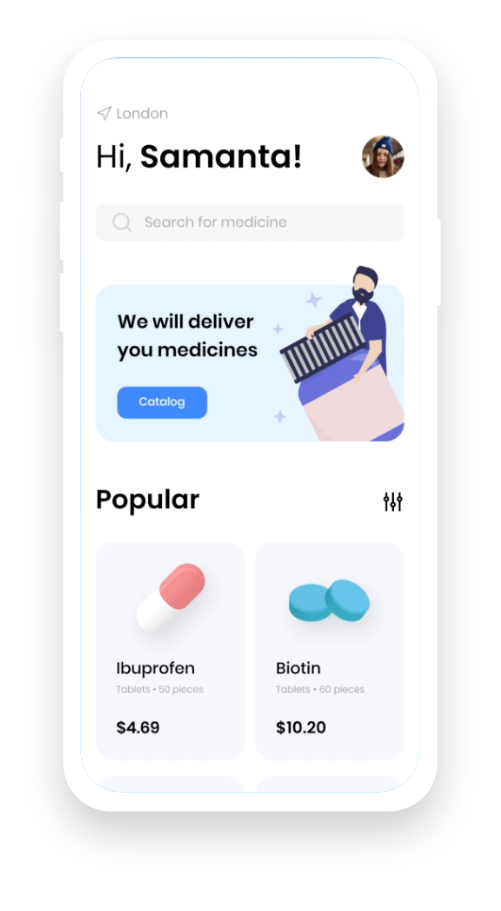 London
Hi, Samanta!
Search for medicine
We will deliver
you medicines
Catalog
Popular
Ibuprofen
Tablets • 50 pieces
$4.69
Biotin
Tablets • 60 pieces
$10.20